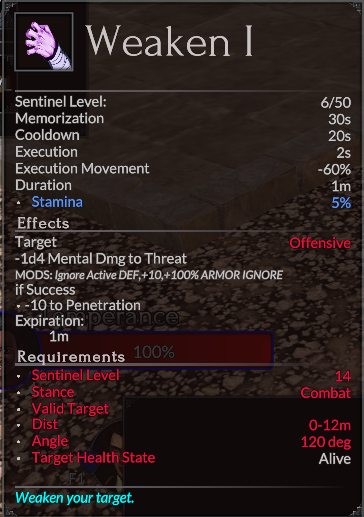 Weaken I
Sentinel Level: 6/50
Memorization 30s
Cooldown 20s
Execution 2s
Execution Movement -60%
Duration 1m
• Stamina 5%
Effects
Target Offensive
-1d4 Mental Dmg to Threat
MODS: Ignore Active DEF,+10,+100% ARMOR IGNORE
if Success
• -10 to Penetration
Expiration:
1m
100%
Requirements
• Sentinel Level 14
• Stance Combat
• Valid Target
• Dist 0-12m
• Angle 120 deg
• Target Health State Alive
F1
Weaken your target.